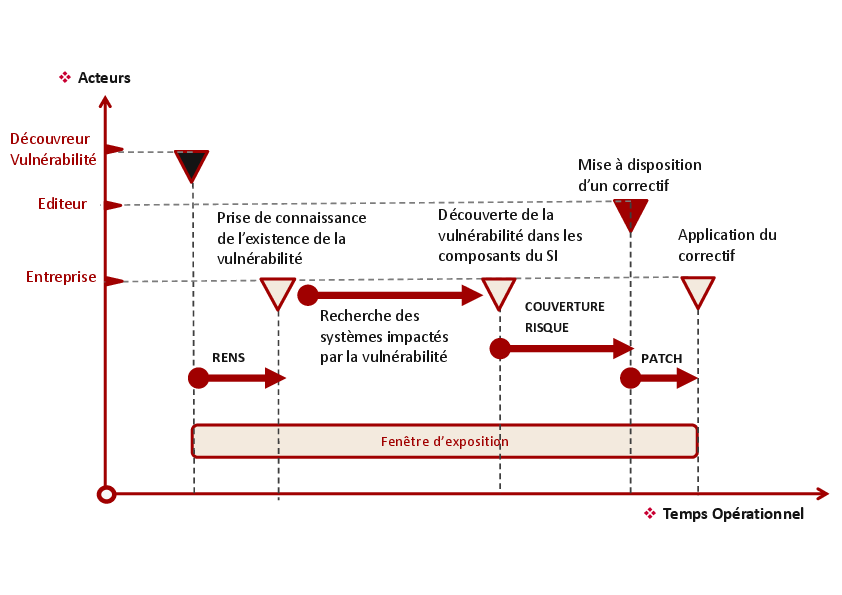 Acteurs
Découvreur
Vulnérabilité
Editeur
Entreprise
Mise à disposition
d'un correctif
Prise de connaissance
de l'existence de la
vulnérabilité
Découverte de la
vulnérabilité dans les
composants du SI
Application du
correctif
Recherche des
systèmes impactés
par la vulnérabilité
COUVERTURE
RISQUE
RENS
PATCH
Fenêtre d'exposition
Temps Opérationnel